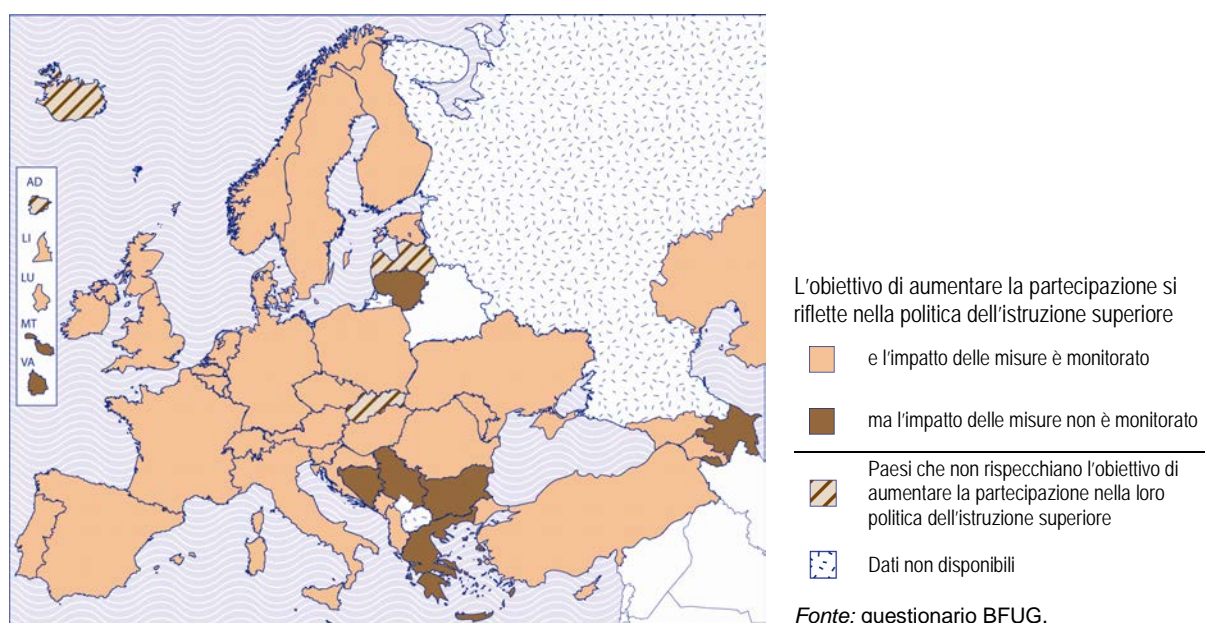 AD
LI
LU
MT
VA
L'obiettivo di aumentare la partecipazione si
riflette nella politica dell'istruzione superiore
e l'impatto delle misure è monitorato
ma l'impatto delle misure non è monitorato
Paesi che non rispecchiano l'obiettivo di
aumentare la partecipazione nella loro
politica dell'istruzione superiore
Dati non disponibili
Fonte: questionario BFUG.